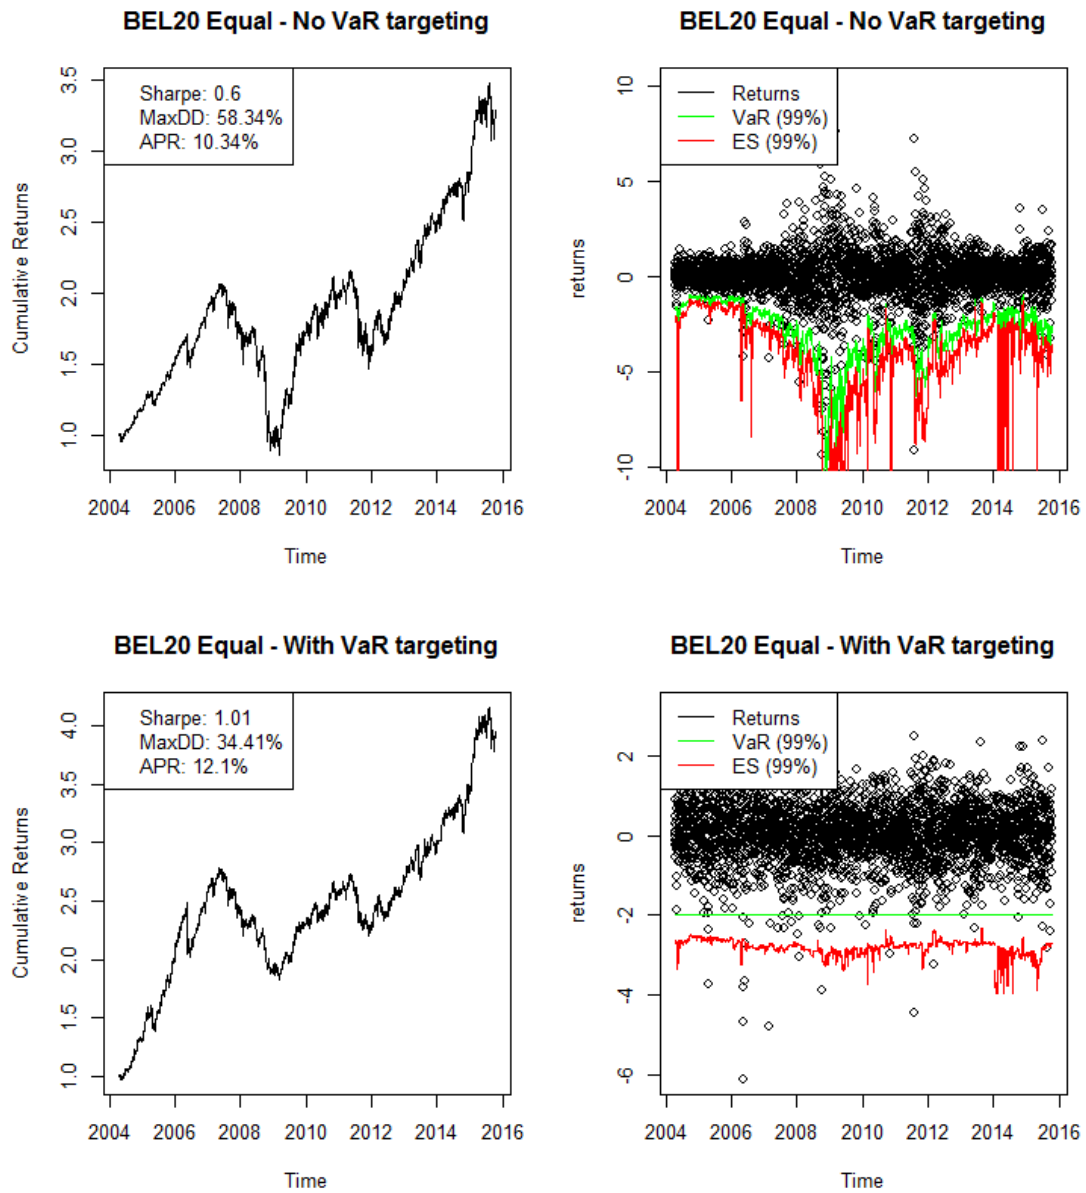 BEL20 Equal - No VaR targeting
Sharpe: 0.6
MaxDD: 58.34%
APR: 10.34%
Cumulative Returns
3.5
3.0
2.5
2.0
1.5
1.0
2004 2006 2008 2010 2012 2014 2016
Time
BEL20 Equal - No VaR targeting
Returns
VaR (99%)
ES (99%)
returns
10
5
0
-5
-10
2004 2006 2008 2010 2012 2014 2016
Time
BEL20 Equal - With VaR targeting
Sharpe: 1.01
MaxDD: 34.41%
APR: 12.1%
Cumulative Returns
4.0
3.5
3.0
2.5
2.0
1.5
1.0
2004 2006 2008 2010 2012 2014 2016
Time
BEL20 Equal - With VaR targeting
Returns
VaR (99%)
ES (99%)
returns
2
0
-2
-4
-6
2004 2006 2008 2010 2012 2014 2016
Time